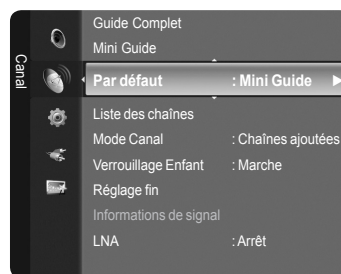 Canal
Guide Complet
Mini Guide
Par défaut : Mini Guide
Liste des chaînes
Mode Canal : Chaînes ajoutées
Verrouillage Enfant : Marche
Réglage fin
Informations de signal
LNA : Arrêt